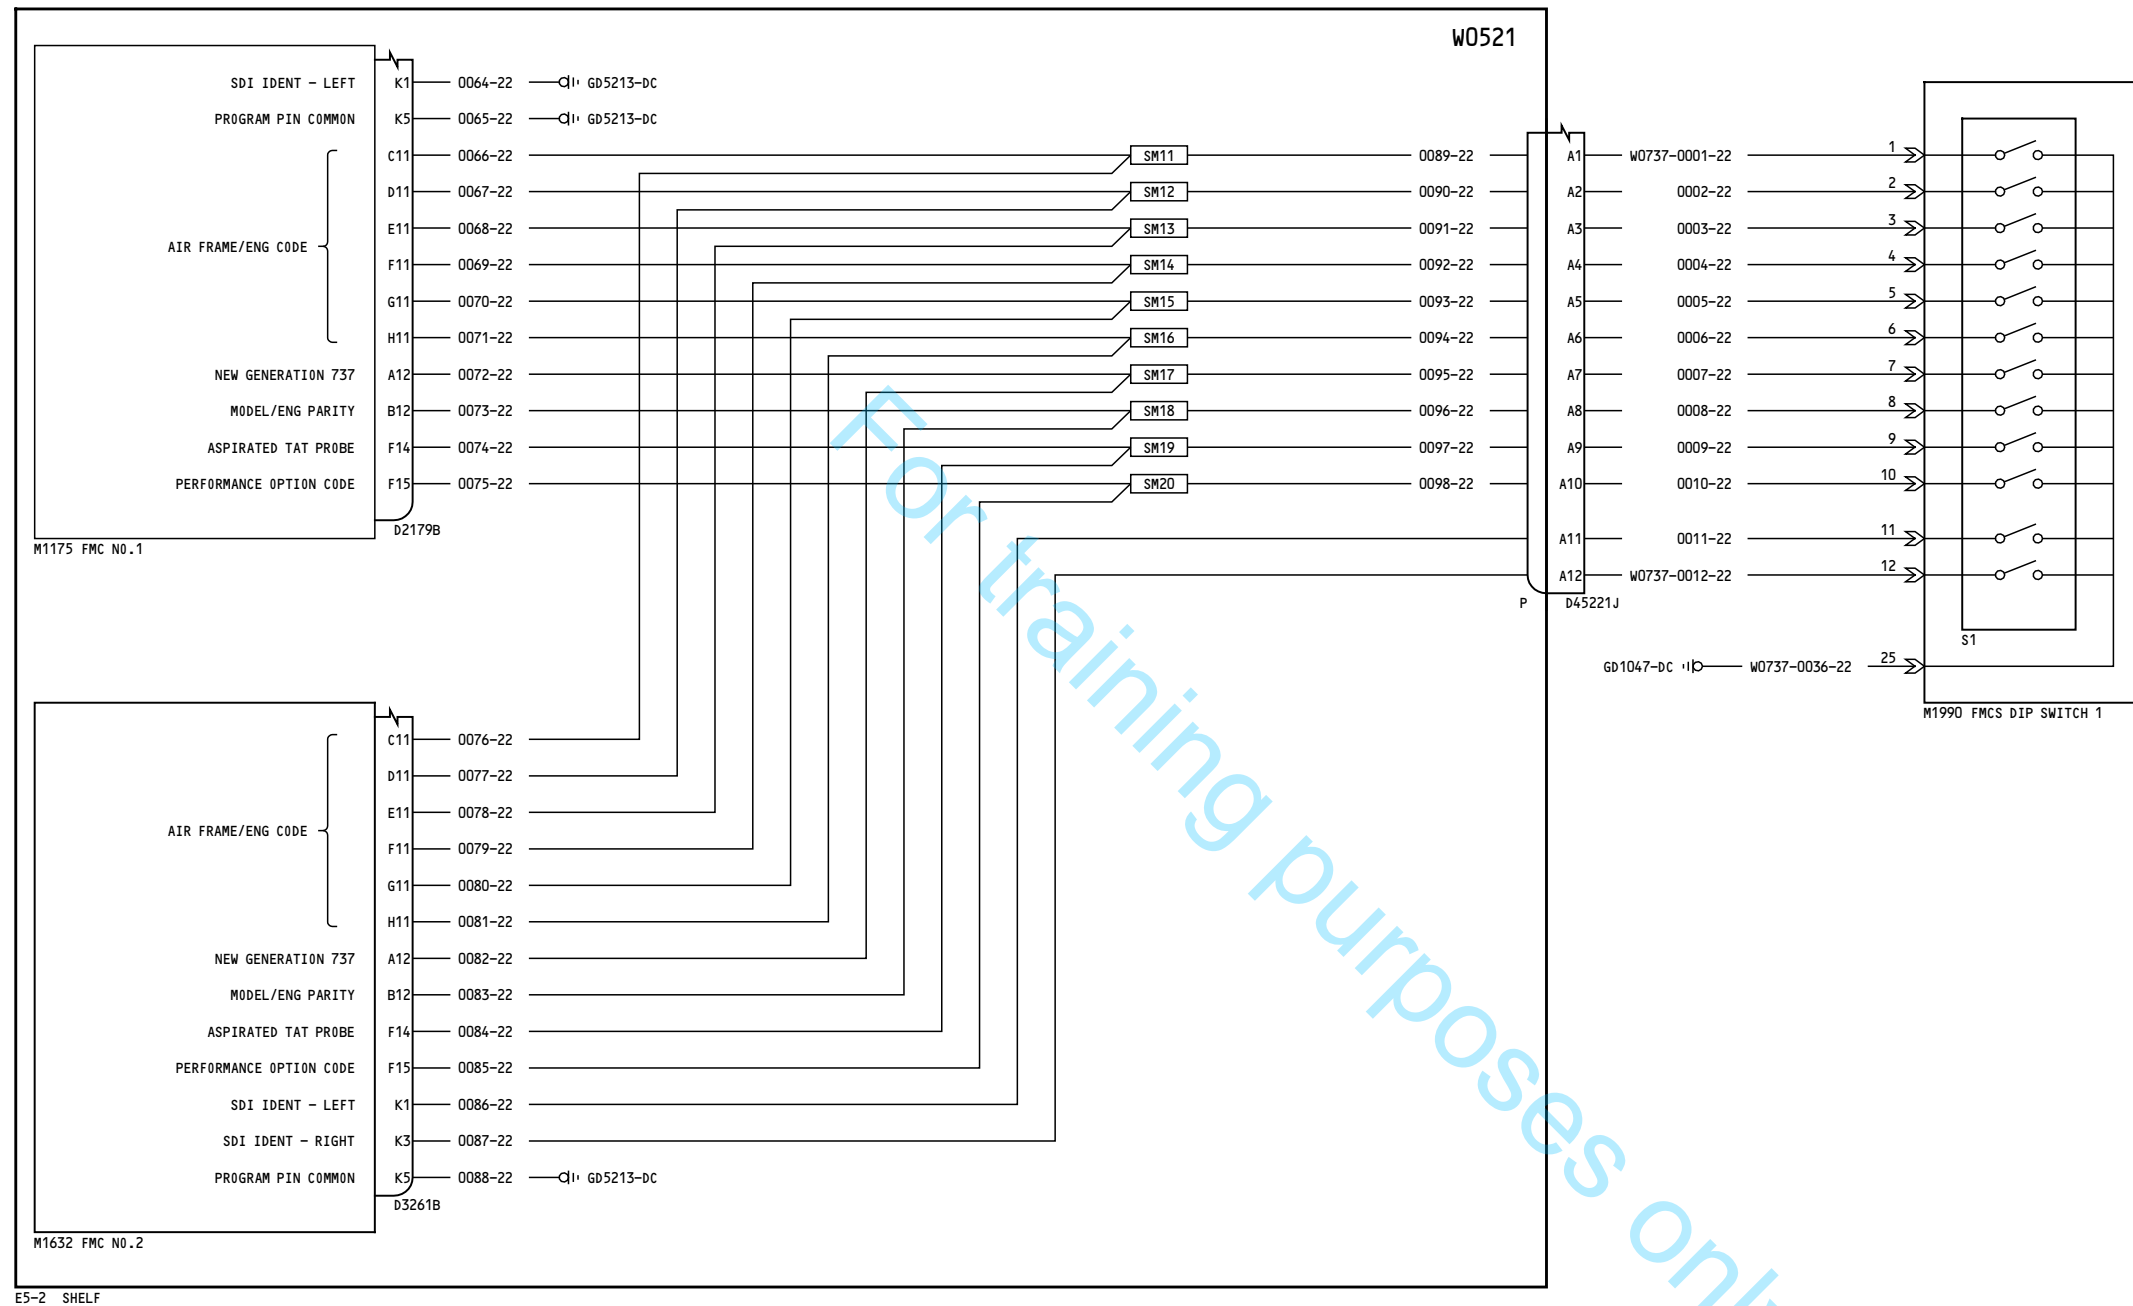 W0521
SDI IDENT - LEFT K1 0064-22 GD5213-DC
PROGRAM PIN COMMON K5 0065-22 GD5213-DC
C11 0066-22 SM11 0089-22 A1 W0737-0001-22 1
D11 0067-22 SM12 0090-22 A2 0002-22 2
E11 0068-22 SM13 0091-22 A3 0003-22 3
AIR FRAME/ENG CODE
F11 0069-22 SM14 0092-22 A4 0004-22 4
G11 0070-22 SM15 0093-22 A5 0005-22 5
H11 0071-22 SM16 0094-22 A6 0006-22 6
NEW GENERATION 737 A12 0072-22 SM17 0095-22 A7 0007-22 7
MODEL/ENG PARITY B12 0073-22 SM18 0096-22 A8 0008-22 8
ASPIRATED TAT PROBE F14 0074-22 SM19 0097-22 A9 0009-22 9
PERFORMANCE OPTION CODE F15 0075-22 SM20 0098-22 A10 0010-22 10
D2179B
A11 0011-22 11
M1175 FMC NO.1
A12 W0737-0012-22 12
P D45221J
S1
GD1047-DC W0737-0036-22 25
M1990 FMCS DIP SWITCH 1
C11 0076-22
D11 0077-22
E11 0078-22
AIR FRAME/ENG CODE
F11 0079-22
G11 0080-22
H11 0081-22
NEW GENERATION 737 A12 0082-22
MODEL/ENG PARITY B12 0083-22
ASPIRATED TAT PROBE F14 0084-22
PERFORMANCE OPTION CODE F15 0085-22
SDI IDENT - LEFT K1 0086-22
SDI IDENT - RIGHT K3 0087-22
PROGRAM PIN COMMON K5 0088-22 GD5213-DC
D3261B
M1632 FMC NO.2
E5-2 SHELF
For training purposes onl